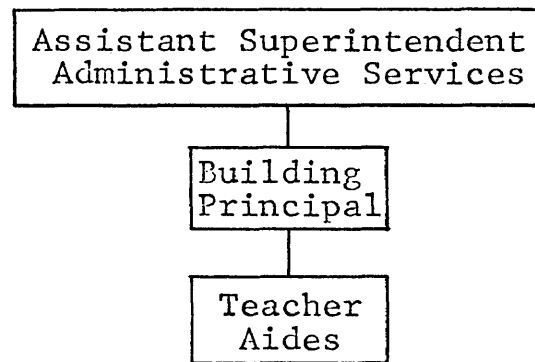 Assistant Superintendent
Administrative Services
Building
Principal
Teacher
Aides